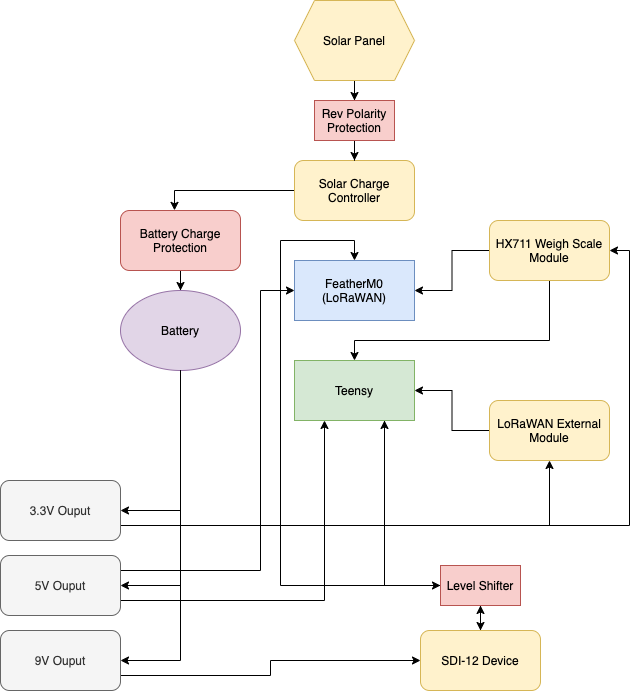 Solar Panel
Rev Polarity
Protection
Solar Charge
Controller
Battery Charge
Protection
HX711 Weigh Scale
Module
FeatherM0
(LoRaWAN)
Battery
Teensy
LoRaWAN External
Module
3.3V Ouput
5V Ouput
Level Shifter
9V Ouput
SDI-12 Device